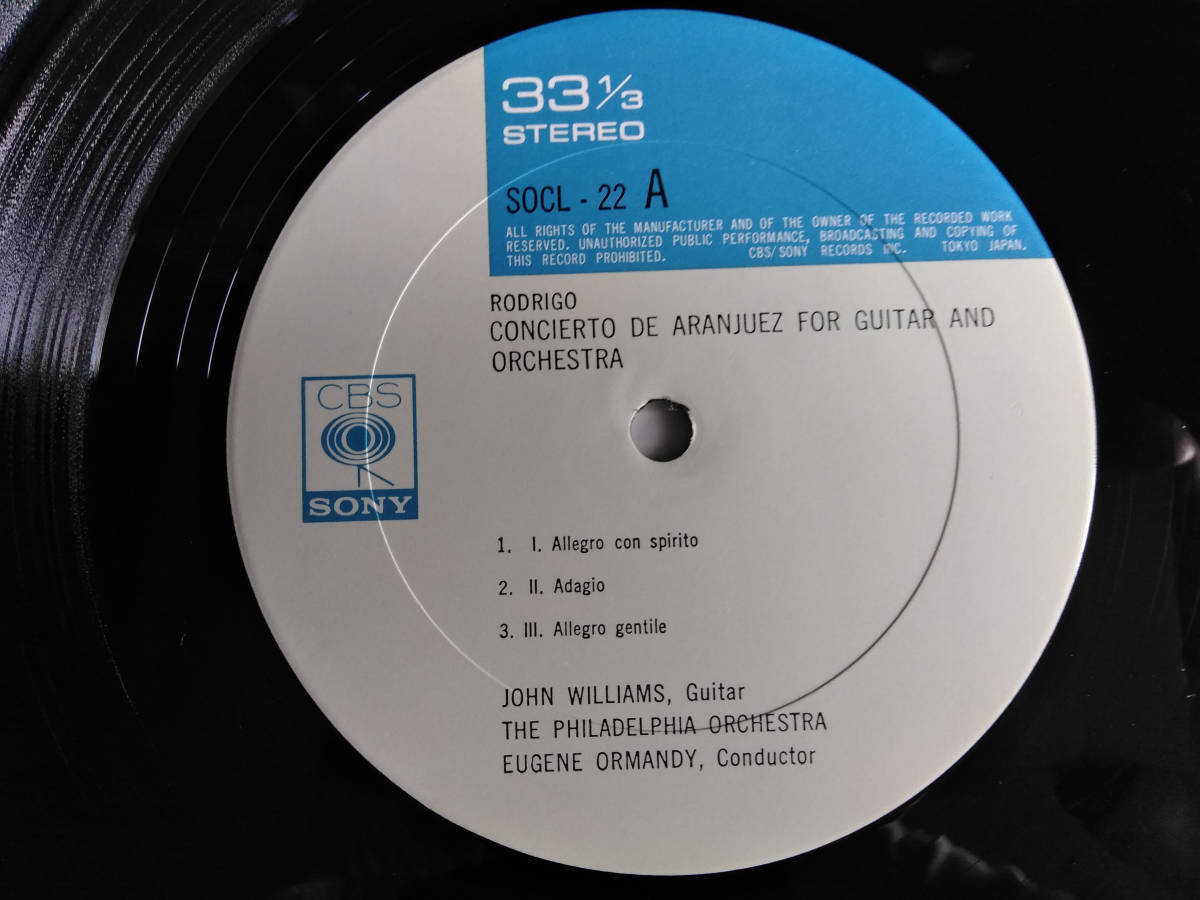 33 1/3
STEREO
SOCL - 22 A
ALL RIGHTS OF THE MANUFACTURER AND OF THE OWNER OF THE RECORDED WORK
RESERVED. UNAUTHORIZED PUBLIC PERFORMANCE, BROADCASTING AND COPYING OF
THIS RECORD PROHIBITED. CBS/SONY RECORDS INC. TOKYO JAPAN.
RODRIGO
CONCIERTO DE ARANJUEZ FOR GUITAR AND
ORCHESTRA
CBS
SONY
1. I. Allegro con spirito
2. II. Adagio
3. III. Allegro gentile
JOHN WILLIAMS, Guitar
THE PHILADELPHIA ORCHESTRA
EUGENE ORMANDY, Conductor